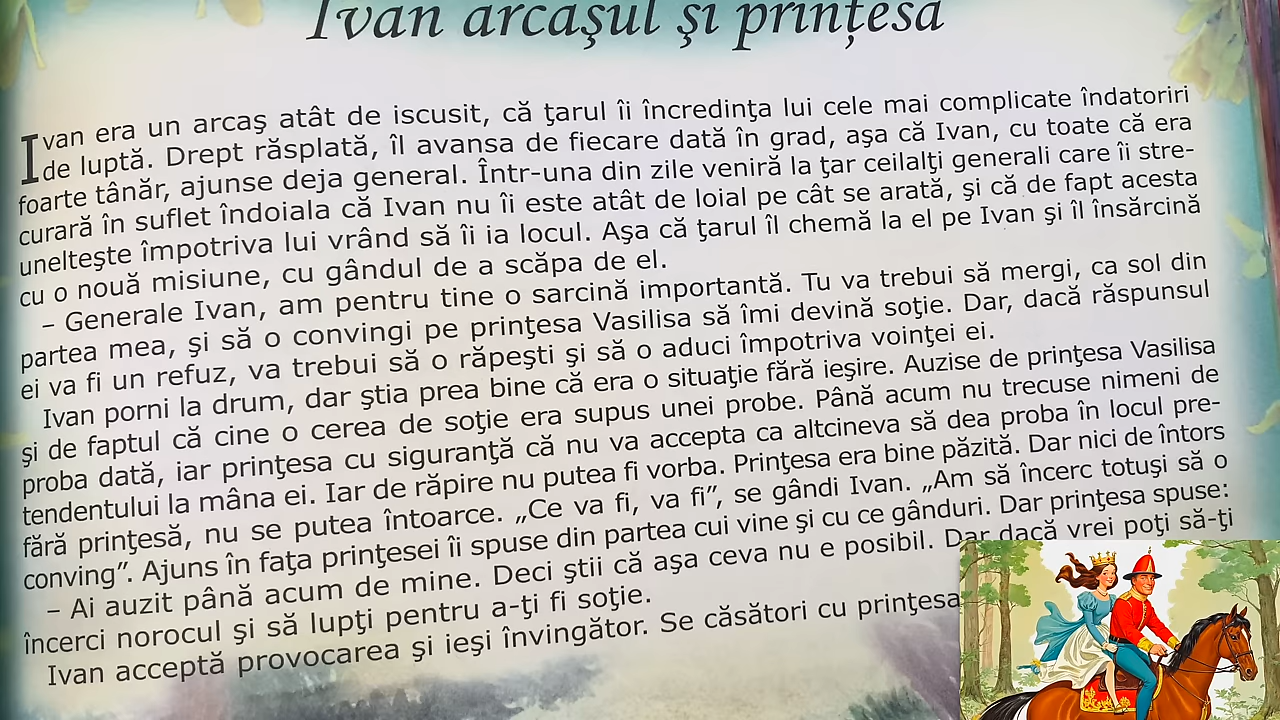 Ivan arcaşul şi prinţesa
Ivan era un arcaş atât de iscusit, că ţarul îi încredinţa lui cele mai complicate îndatoriri
de luptă. Drept răsplată, îl avansa de fiecare dată în grad, aşa că Ivan, cu toate că era
foarte tânăr, ajunse deja general. Într-una din zile veniră la ţar ceilalţi generali care îi stre-
curară în suflet îndoiala că Ivan nu îi este atât de loial pe cât se arată, şi că de fapt acesta
unelteşte împotriva lui vrând să îi ia locul. Aşa că ţarul îl chemă la el pe Ivan şi îl însărcină
cu o nouă misiune, cu gândul de a scăpa de el.
– Generale Ivan, am pentru tine o sarcină importantă. Tu va trebui să mergi, ca sol din
partea mea, şi să o convingi pe prinţesa Vasilisa să îmi devină soţie. Dar, dacă răspunsul
ei va fi un refuz, va trebui să o răpeşti şi să o aduci împotriva voinţei ei.
Ivan porni la drum, dar ştia prea bine că era o situaţie fără ieşire. Auzise de prinţesa Vasilisa
şi de faptul că cine o cerea de soţie era supus unei probe. Până acum nu trecuse nimeni de
proba dată, iar prinţesa cu siguranţă că nu va accepta ca altcineva să dea proba în locul pre-
tendentului la mâna ei. Iar de răpire nu putea fi vorba. Prinţesa era bine păzită. Dar nici de întors
fără prinţesă, nu se putea întoarce. „Ce va fi, va fi”, se gândi Ivan. „Am să încerc totuşi să o
conving”. Ajuns în faţa prinţesei îi spuse din partea cui vine şi cu ce gânduri. Dar prinţesa spuse:
– Ai auzit până acum de mine. Deci ştii că aşa ceva nu e posibil. Dar dacă vrei poţi să-ţi
încerci norocul şi să lupţi pentru a-ţi fi soţie.
Ivan acceptă provocarea şi ieşi învingător. Se căsători cu prinţesa